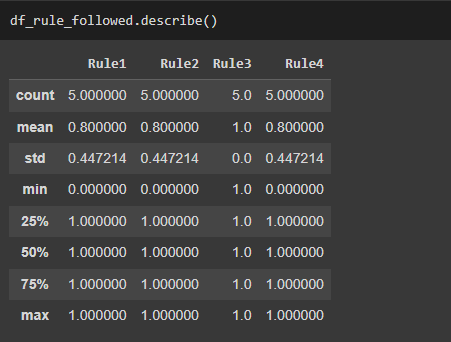 df_rule_followed.describe()
Rule1 Rule2 Rule3 Rule4
count 5.000000 5.000000 5.0 5.000000
mean 0.800000 0.800000 1.0 0.800000
std 0.447214 0.447214 0.0 0.447214
min 0.000000 0.000000 1.0 0.000000
25% 1.000000 1.000000 1.0 1.000000
50% 1.000000 1.000000 1.0 1.000000
75% 1.000000 1.000000 1.0 1.000000
max 1.000000 1.000000 1.0 1.000000